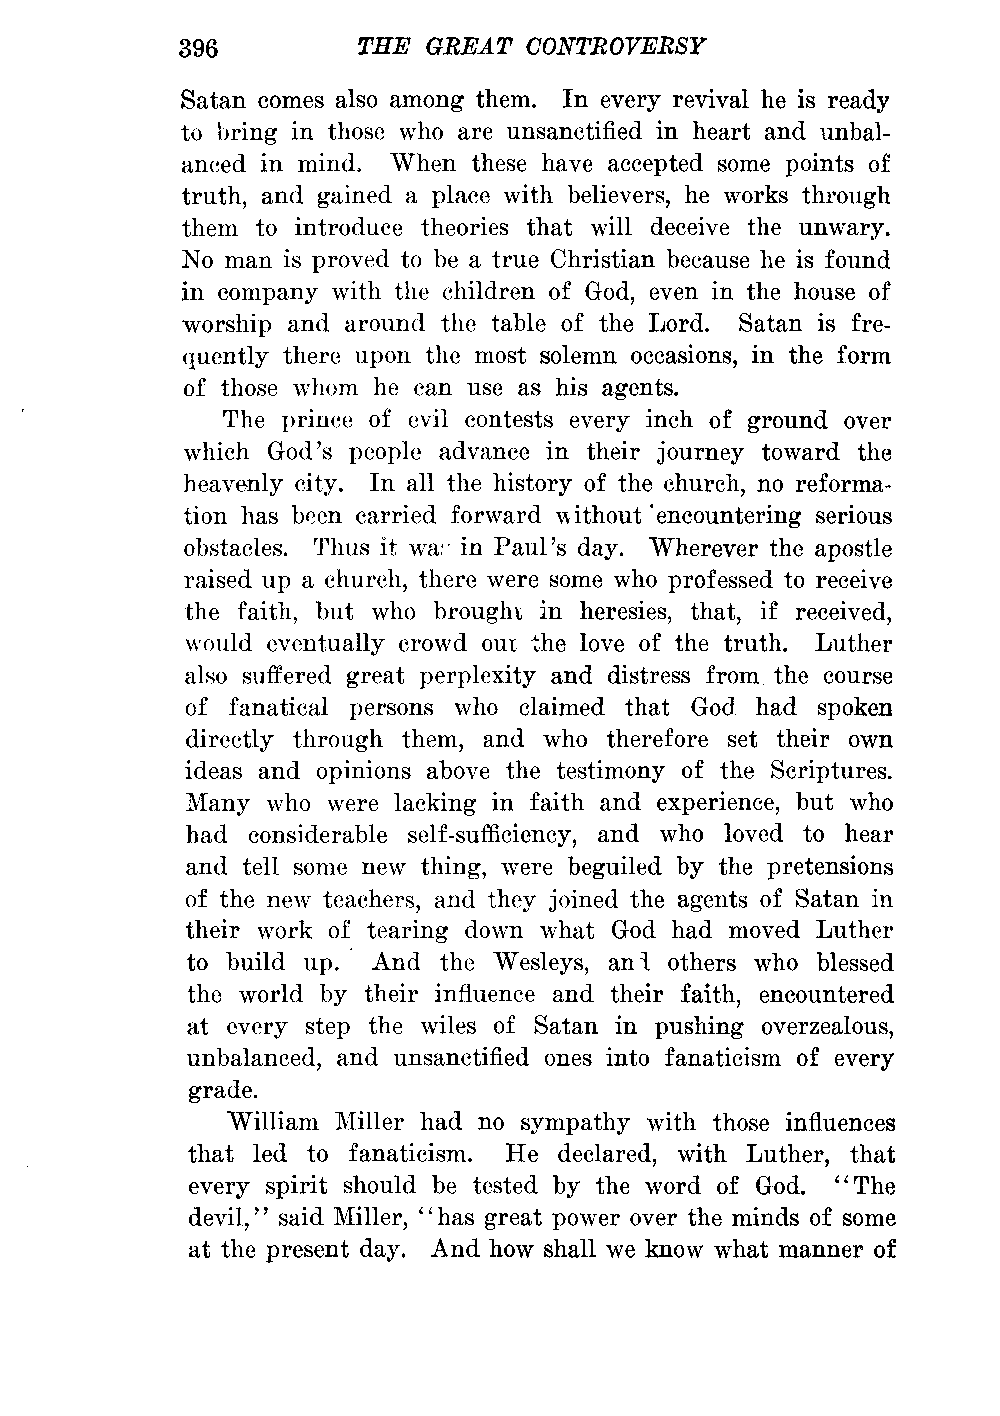 396 THE GREAT CONTROVERSY
Satan comes also among them. In every revival he is ready
to bring in those who are unsanctified in heart and unbal-
anced in mind. When these have accepted some points of
truth, and gained a place with believers, he works through
them to introduce theories that will deceive the unwary.
No man is proved to be a true Christian because he is found
in company with the children of God, even in the house of
worship and around the table of the Lord. Satan is fre-
quently there upon the most solemn occasions, in the form
of those whom he can use as his agents.
The prince of evil contests every inch of ground over
which God's people advance in their journey toward the
heavenly city. In all the history of the church, no reforma-
tion has been carried forward without encountering serious
obstacles. Thus it was in Paul's day. Wherever the apostle
raised up a church, there were some who professed to receive
the faith, but who brought in heresies, that, if received,
would eventually crowd out the love of the truth. Luther
also suffered great perplexity and distress from the course
of fanatical persons who claimed that God had spoken
directly through them, and who therefore set their own
ideas and opinions above the testimony of the Scriptures.
Many who were lacking in faith and experience, but who
had considerable self-sufficiency, and who loved to hear
and tell some new thing, were beguiled by the pretensions
of the new teachers, and they joined the agents of Satan in
their work of tearing down what God had moved Luther
to build up. And the Wesleys, and others who blessed
the world by their influence and their faith, encountered
at every step the wiles of Satan in pushing overzealous,
unbalanced, and unsanctified ones into fanaticism of every
grade.
William Miller had no sympathy with those influences
that led to fanaticism. He declared, with Luther, that
every spirit should be tested by the word of God. "The
devil," said Miller, "has great power over the minds of some
at the present day. And how shall we know what manner of